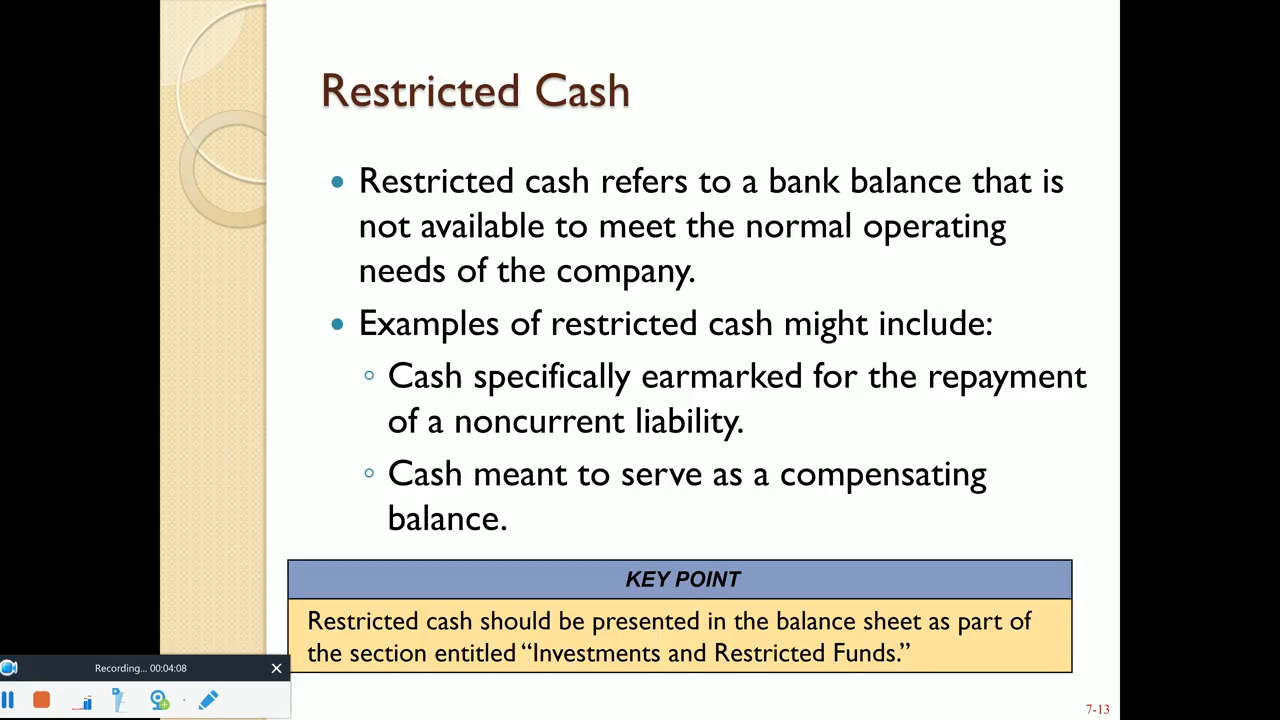 Restricted Cash
• Restricted cash refers to a bank balance that is
not available to meet the normal operating
needs of the company.
• Examples of restricted cash might include:
◦ Cash specifically earmarked for the repayment
of a noncurrent liability.
◦ Cash meant to serve as a compensating
balance.
KEY POINT
Restricted cash should be presented in the balance sheet as part of
the section entitled “Investments and Restricted Funds.”
Recording... 00:04:08
7-13